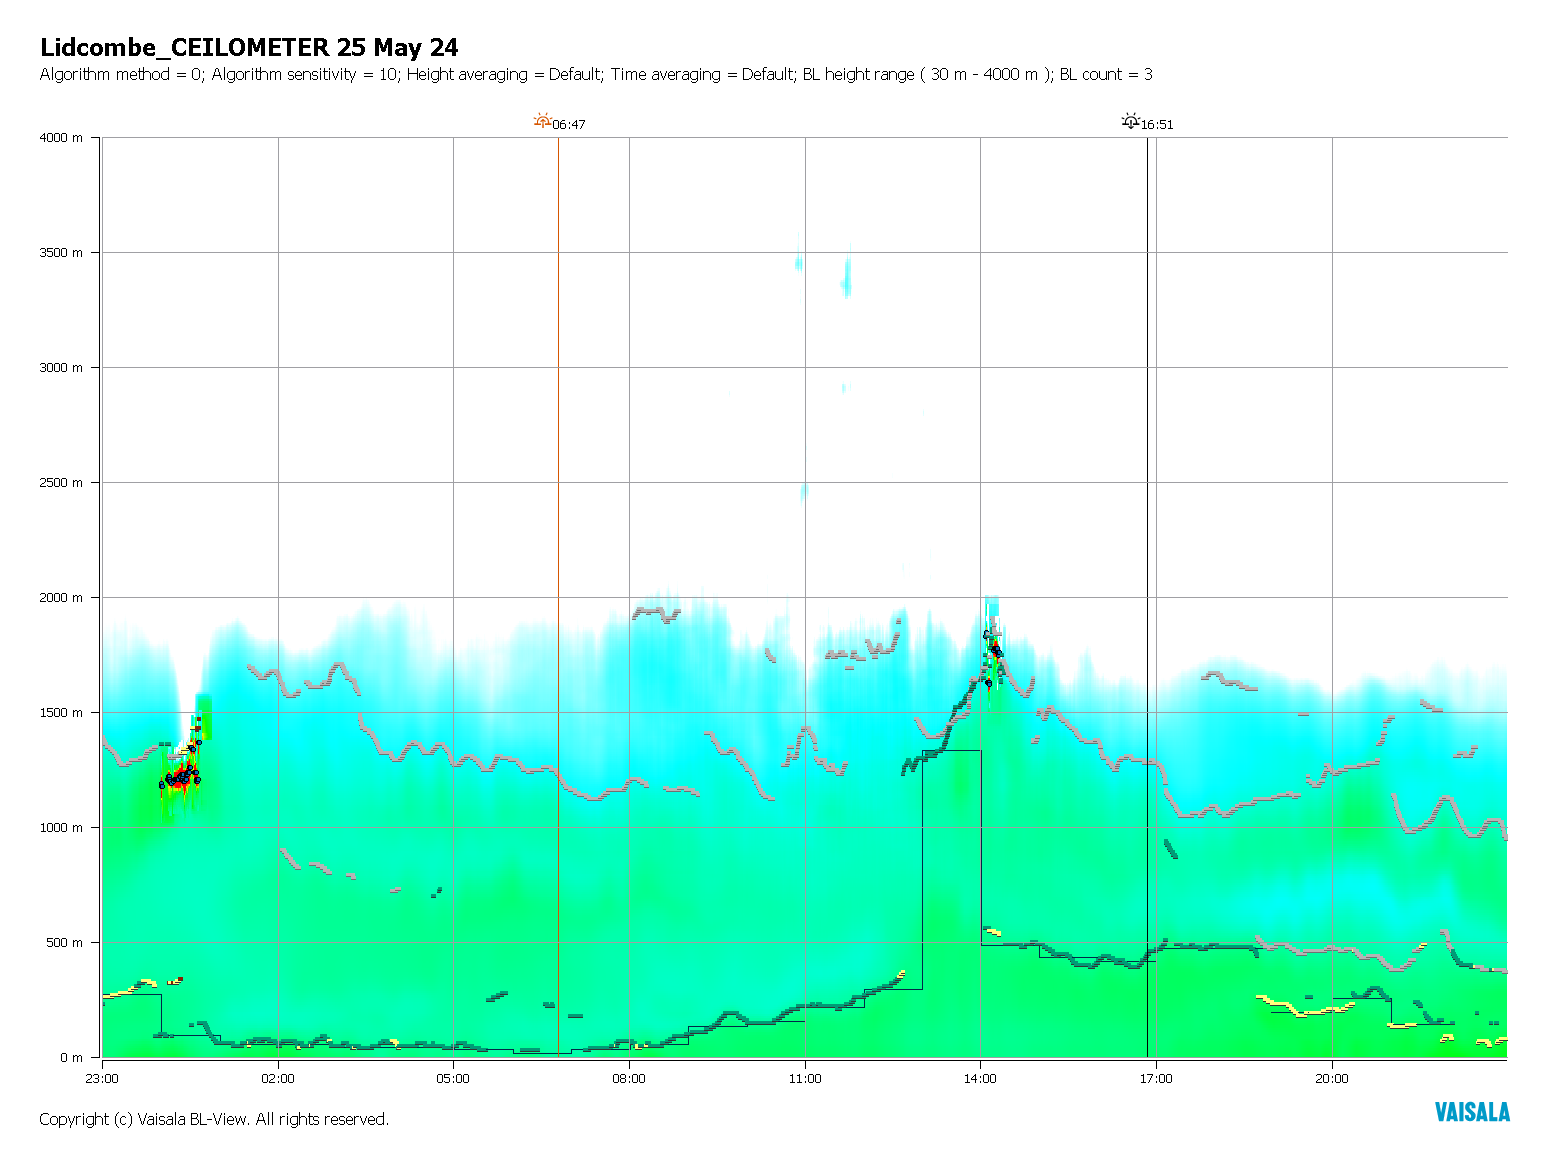 Lidcombe_CEILOMETER 25 May 24
Algorithm method = 0; Algorithm sensitivity = 10; Height averaging = Default; Time averaging = Default; BL height range ( 30 m - 4000 m ); BL count = 3
06:47
16:51
4000 m
3500 m
3000 m
2500 m
2000 m
1500 m
1000 m
500 m
0 m
23:00 02:00 05:00 08:00 11:00 14:00 17:00 20:00
Copyright (c) Vaisala BL-View. All rights reserved.
VAISALA